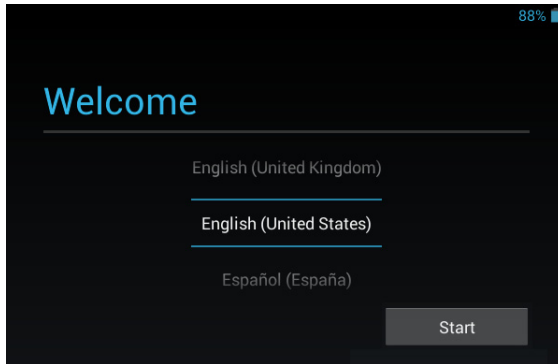 88%
Welcome
English (United Kingdom)
English (United States)
Español (España)
Start